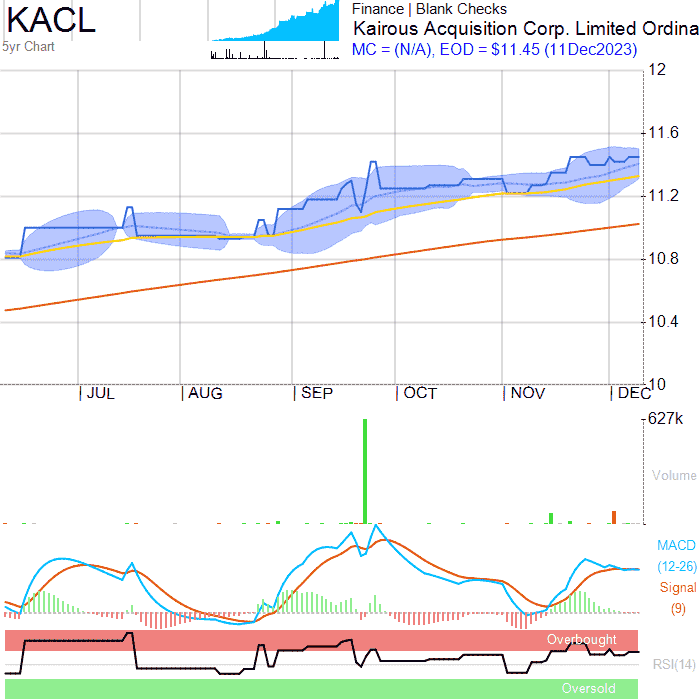 KACL
5yr Chart
Finance | Blank Checks
Kairous Acquisition Corp. Limited Ordina
MC = (N/A), EOD = $11.45 (11Dec2023)
12
11.6
11.2
10.8
10.4
10
JUL AUG SEP OCT NOV DEC
627k
Volume
MACD
(12-26)
Signal
(9)
Overbought
RSI(14)
Oversold